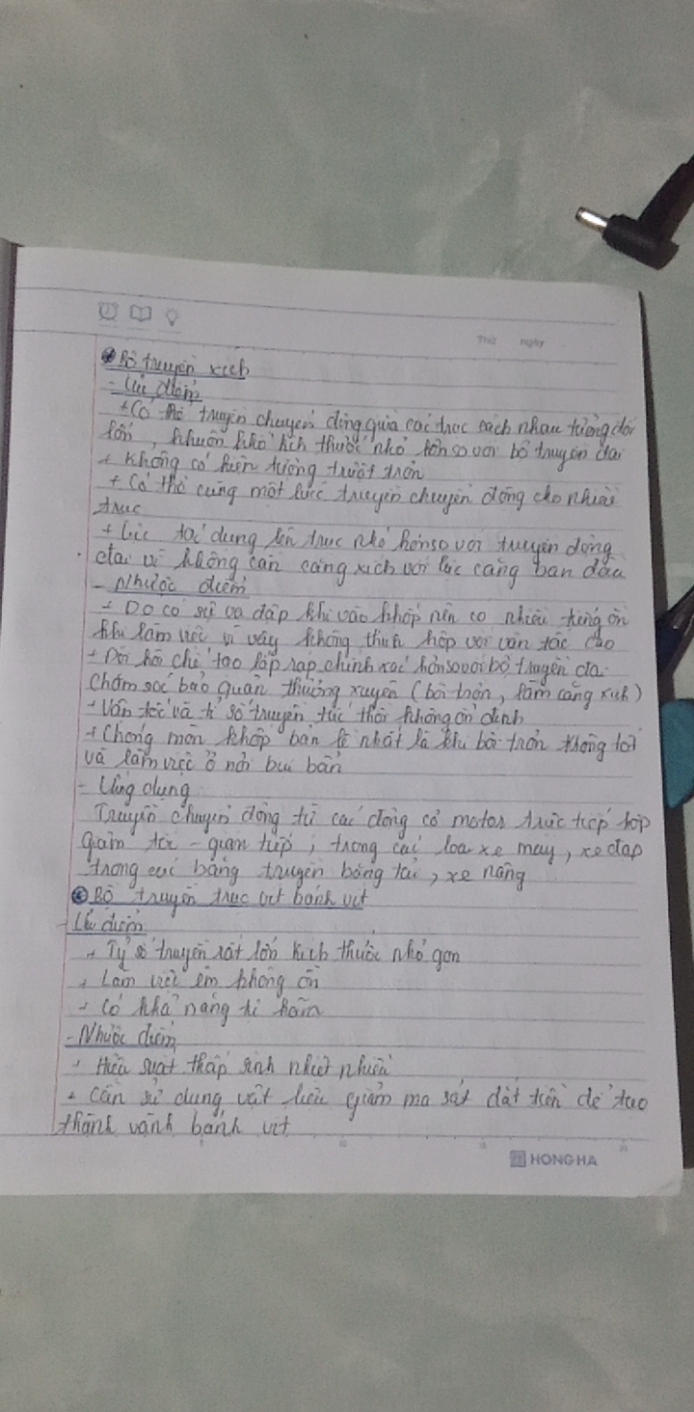 Thứ ngày
Bộ truyền xích
- Ưu điểm
+ Có thể truyền chuyển động giữa các trục cách nhau tương đối
lớn, khuôn khổ kích thước nhỏ hơn so với bộ truyền đai
+ Không có hiện tượng trượt trơn
+ Có thể cùng một lúc truyền chuyển động cho nhiều
trục
+ Lực tác dụng lên trục nhỏ hơn so với truyền động
đai vì không cần căng xích với lực căng ban đầu
- Nhược điểm
+ Do có sự va đập khi vào khớp nên có nhiều tiếng ồn
khi làm việc vì vậy không thích hợp với vận tốc cao
+ Đòi hỏi chế tạo lắp ráp chính xác hơn so với bộ truyền đai
Chăm sóc bảo quản thường xuyên (bôi trơn, làm căng xích)
+ Vận tốc và tỉ số truyền tức thời không ổn định
+ Chóng mòn khớp bản lề nhất là khi bôi trơn không tốt
và làm việc ở nơi bụi bẩn
- Ứng dụng
Truyền chuyển động từ các động cơ motor trực tiếp hộp
giảm tốc - gián tiếp, trong các loại xe máy, xe đạp
trong các băng truyền băng tải, xe nâng
Bộ truyền trục vít bánh vít
- Ưu điểm
+ Tỷ số truyền rất lớn kích thước nhỏ gọn
+ Làm việc êm không ồn
+ Có khả năng tự hãm
- Nhược điểm
+ Hiệu suất thấp sinh nhiệt nhiều
+ Cần sử dụng vật liệu giảm ma sát đắt tiền để tạo
thành vành bánh vít
HONG HA